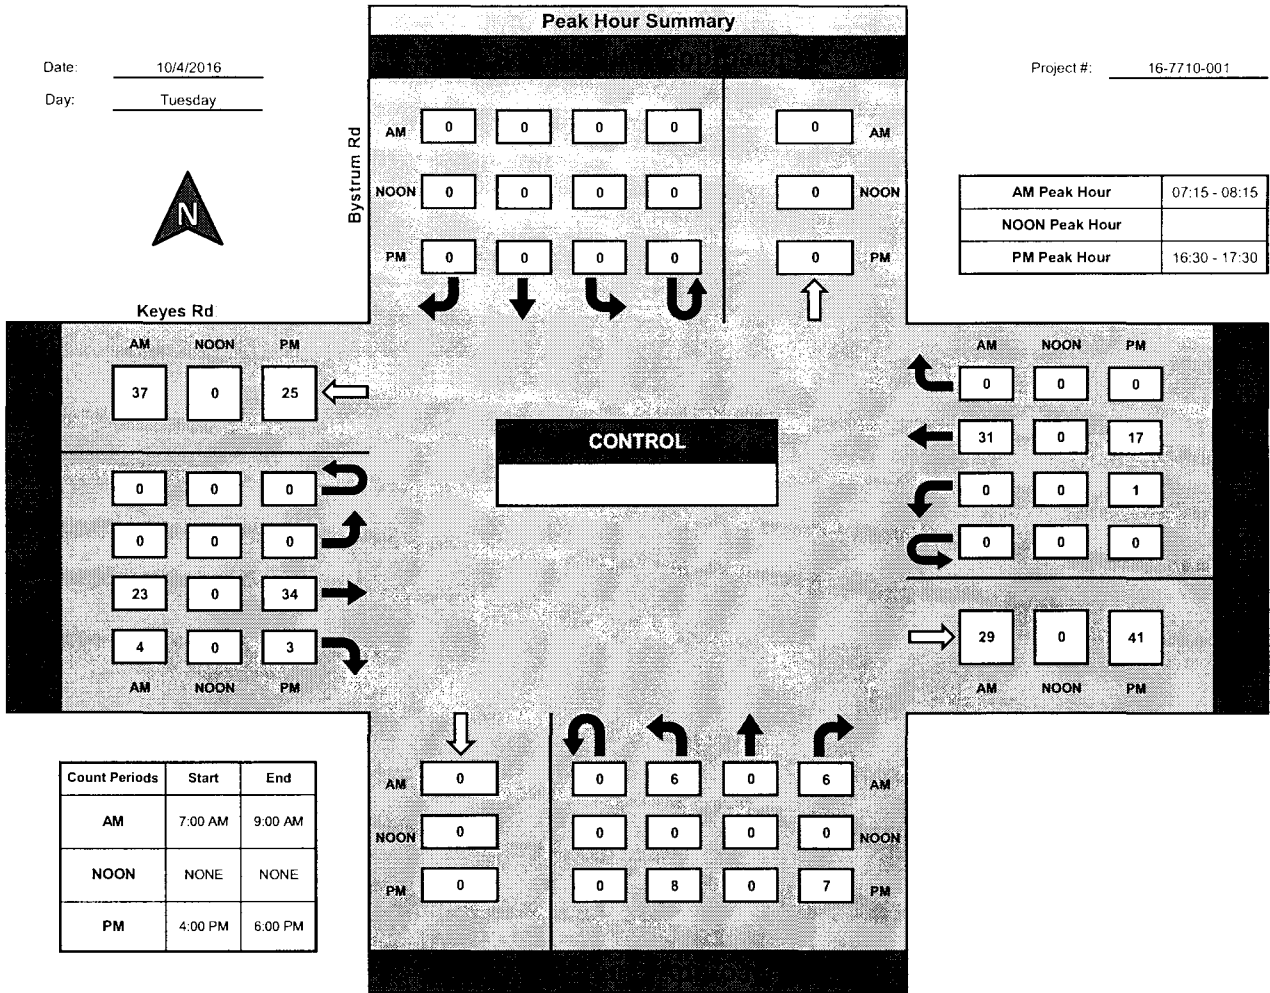 Peak Hour Summary
Date: 10/4/2016
Project #: 16-7710-001
Day: Tuesday
Bystrum Rd
AM 0 0 0 0 0 AM
NOON 0 0 0 0 0 NOON
PM 0 0 0 0 0 PM
N
AM Peak Hour 07:15 - 08:15
NOON Peak Hour
PM Peak Hour 16:30 - 17:30
Keyes Rd
AM NOON PM
37 0 25
0 0 0
0 0 0
23 0 34
4 0 3
AM NOON PM
CONTROL
AM NOON PM
0 0 0
31 0 17
0 0 1
0 0 0
29 0 41
AM NOON PM
AM 0 0 6 0 6 AM
NOON 0 0 0 0 0 NOON
PM 0 0 8 0 7 PM
Count Periods Start End
AM 7:00 AM 9:00 AM
NOON NONE NONE
PM 4:00 PM 6:00 PM